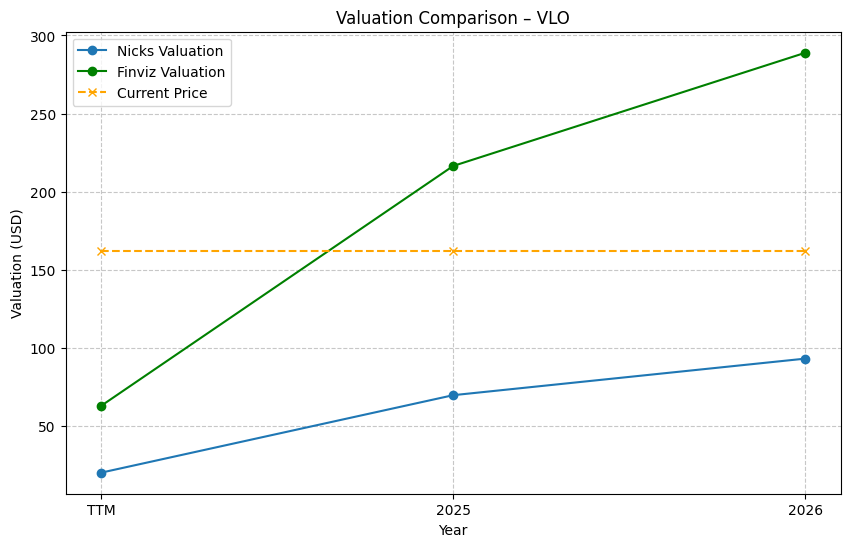 Valuation Comparison – VLO
Nicks Valuation
Finviz Valuation
Current Price
Valuation (USD)
300
250
200
150
100
50
TTM
2025
2026
Year